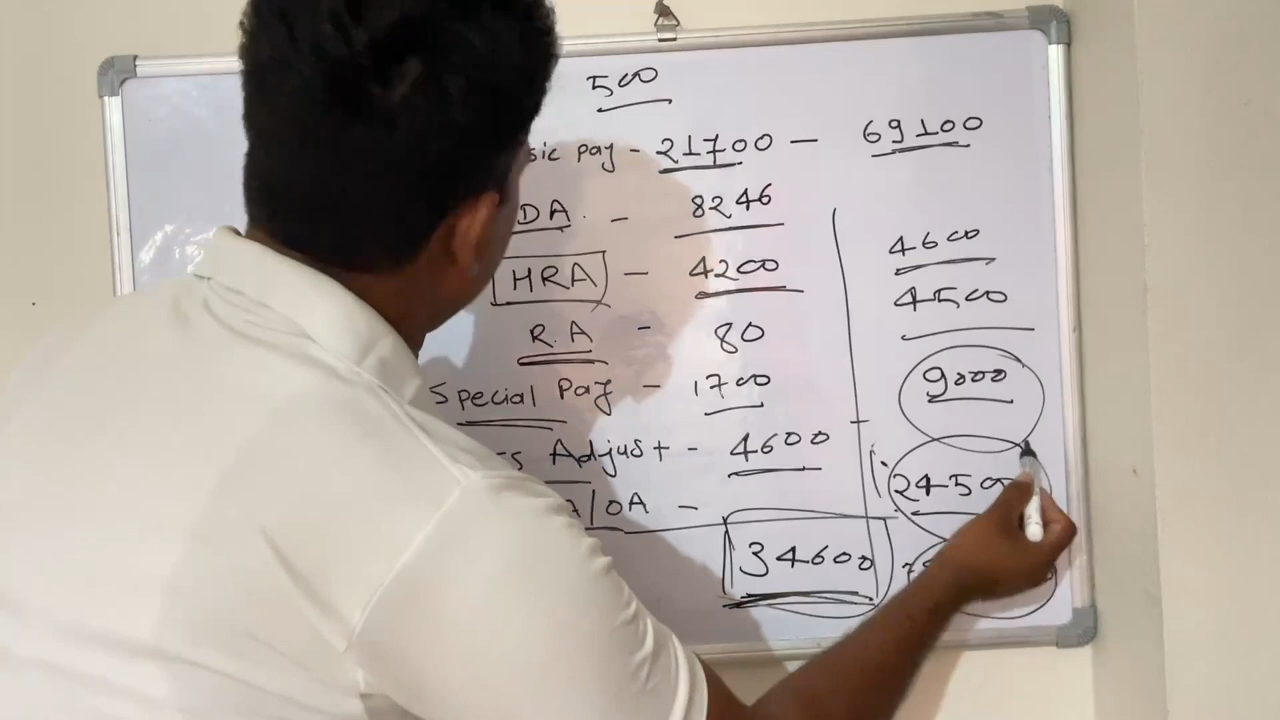 500
sic pay - 21700 - 69100
DA. - 8246
HRA - 4200
R.A - 80
Special Pay - 1700
Adjust - 4600
/OA -
34600
4600
4500
9000